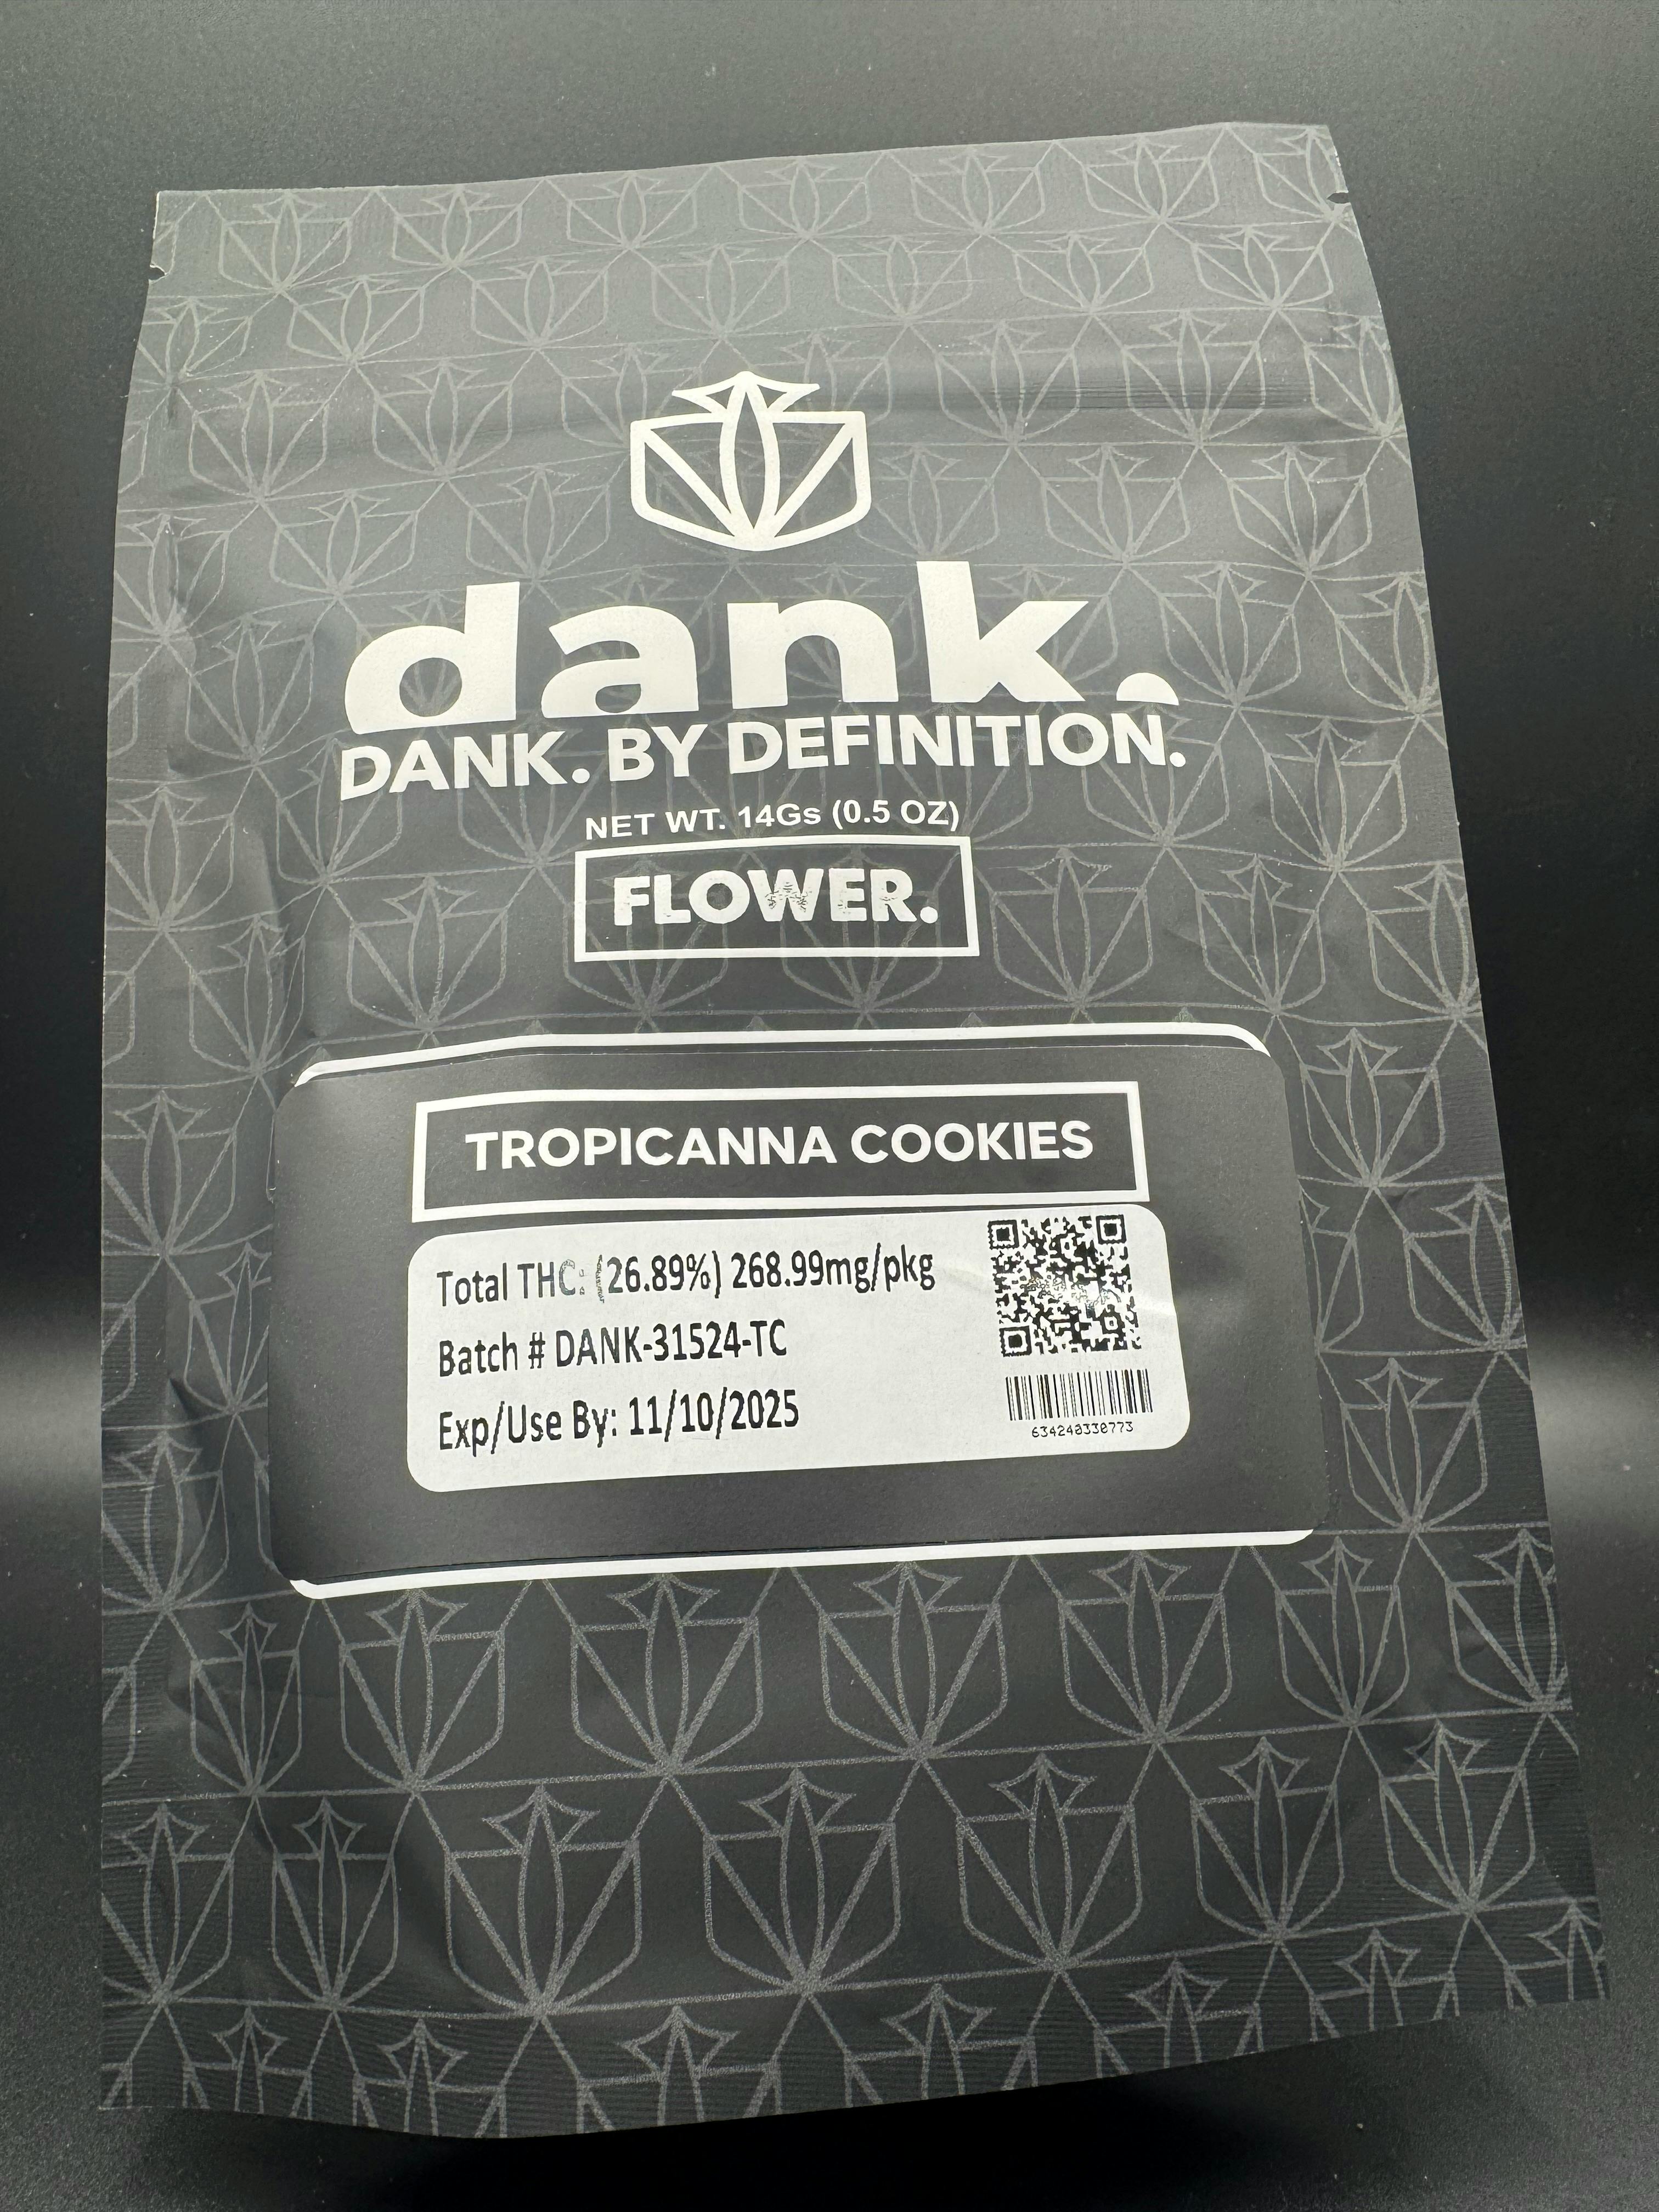 dank.
DANK. BY DEFINITION.
NET WT. 14Gs (0.5 OZ)
FLOWER.
TROPICANNA COOKIES
Total THC: (26.89%) 268.99mg/pkg
Batch # DANK-31524-TC
Exp/Use By: 11/10/2025
634240330773